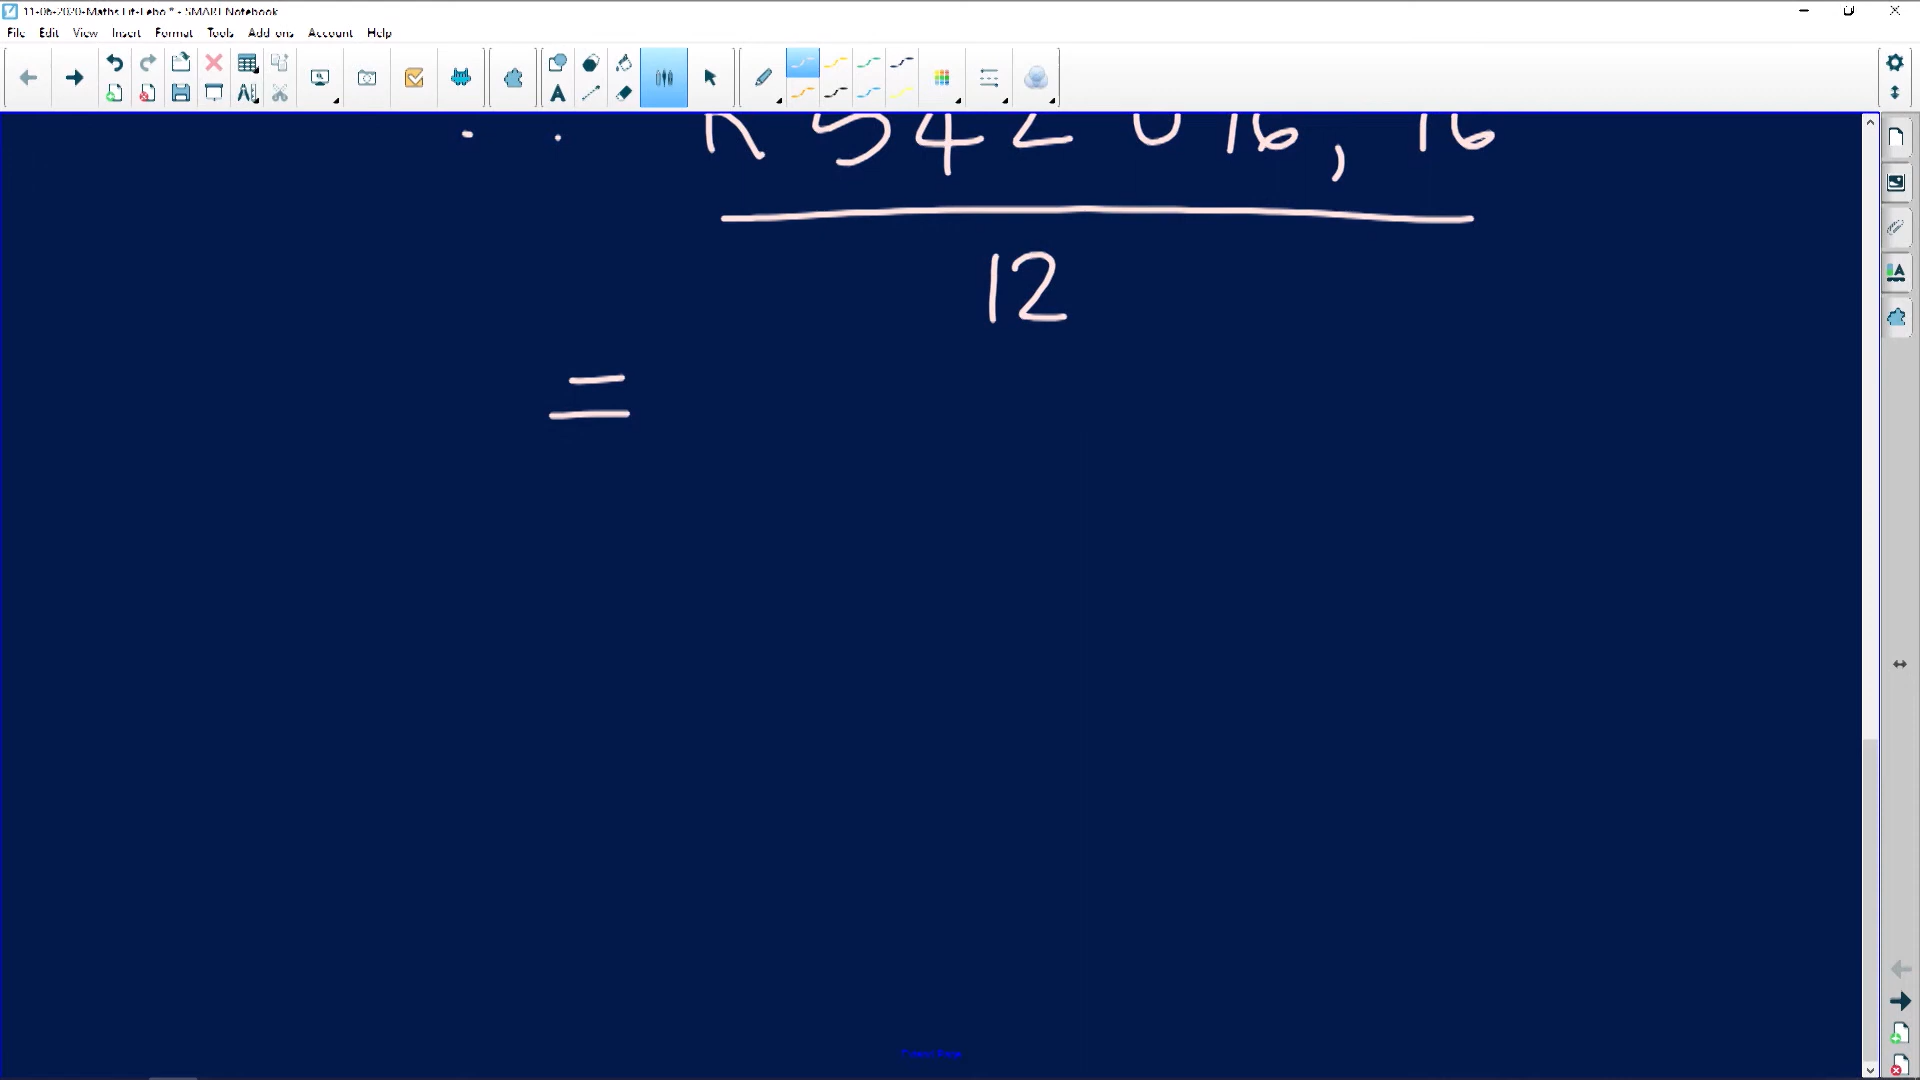 11-06-2020-Maths Lit-Lebo * - SMART Notebook
File Edit View Insert Format Tools Add-ons Account Help
∴ R 542 016, 16
12
=